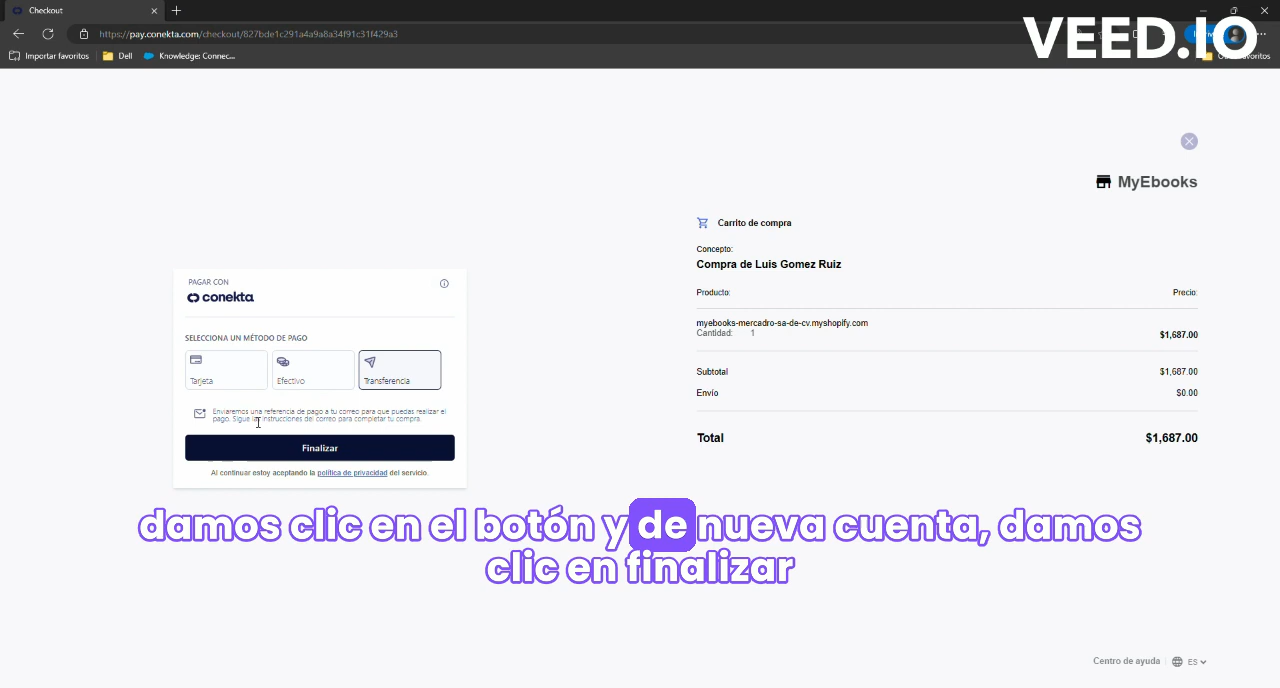 Checkout
https://pay.conekta.com/checkout/827bde1c291a4a9a8a34f91c31f429a3
VEED.IO
Importar favoritos
Dell
Knowledge: Connec...
MyEbooks
Carrito de compra
Concepto:
Compra de Luis Gomez Ruiz
Producto:
Precio:
myebooks-mercadro-sa-de-cv.myshopify.com
Cantidad: 1
$1,687.00
Subtotal
$1,687.00
Envío
$0.00
Total
$1,687.00
PAGAR CON
conekta
SELECCIONA UN MÉTODO DE PAGO
Tarjeta
Efectivo
Transferencia
Enviaremos una referencia de pago a tu correo para que puedas realizar el
pago. Sigue las instrucciones del correo para completar tu compra
Finalizar
Al continuar estoy aceptando la política de privacidad del servicio.
damos clic en el botón y de nueva cuenta, damos
clic en finalizar
Centro de ayuda
ES